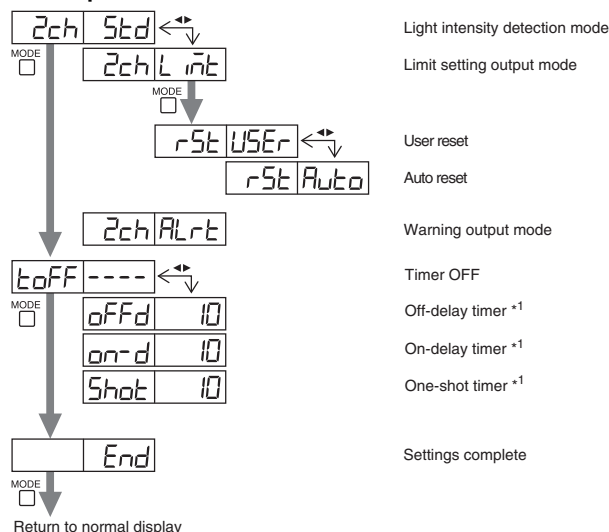 2ch Std Light intensity detection mode
MODE
2ch Limt Limit setting output mode
MODE
rSt USEr User reset
rSt Auto Auto reset
2ch ALrt Warning output mode
toFF ---- Timer OFF
MODE
oFFd 10 Off-delay timer *1
on-d 10 On-delay timer *1
Shot 10 One-shot timer *1
End Settings complete
MODE
Return to normal display